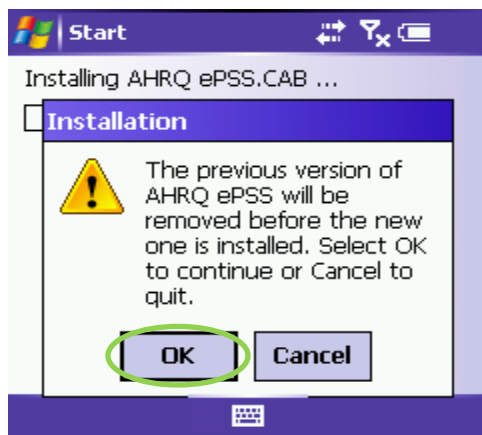 Start
Installing AHRQ ePSS.CAB ...
Installation
The previous version of
AHRQ ePSS will be
removed before the new
one is installed. Select OK
to continue or Cancel to
quit.
OK Cancel